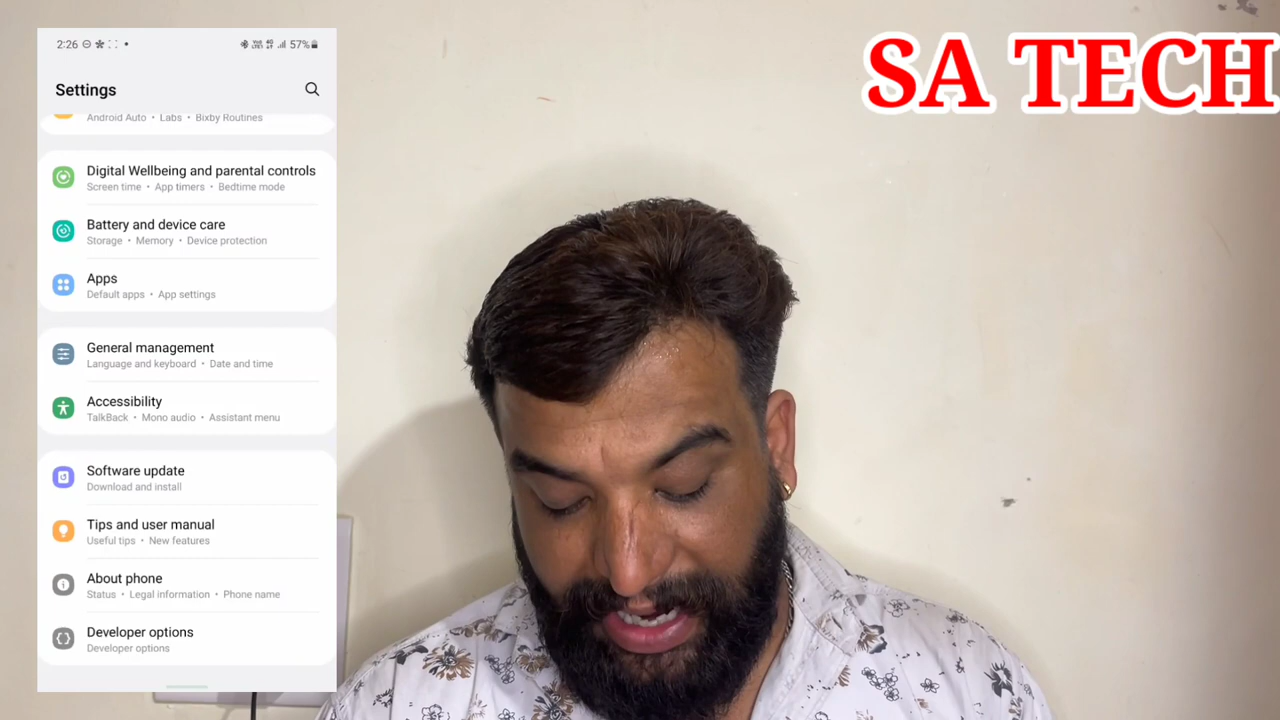 2:26
57%
SA TECH
Settings
Android Auto • Labs • Bixby Routines
Digital Wellbeing and parental controls
Screen time • App timers • Bedtime mode
Battery and device care
Storage • Memory • Device protection
Apps
Default apps • App settings
General management
Language and keyboard • Date and time
Accessibility
TalkBack • Mono audio • Assistant menu
Software update
Download and install
Tips and user manual
Useful tips • New features
About phone
Status • Legal information • Phone name
Developer options
Developer options